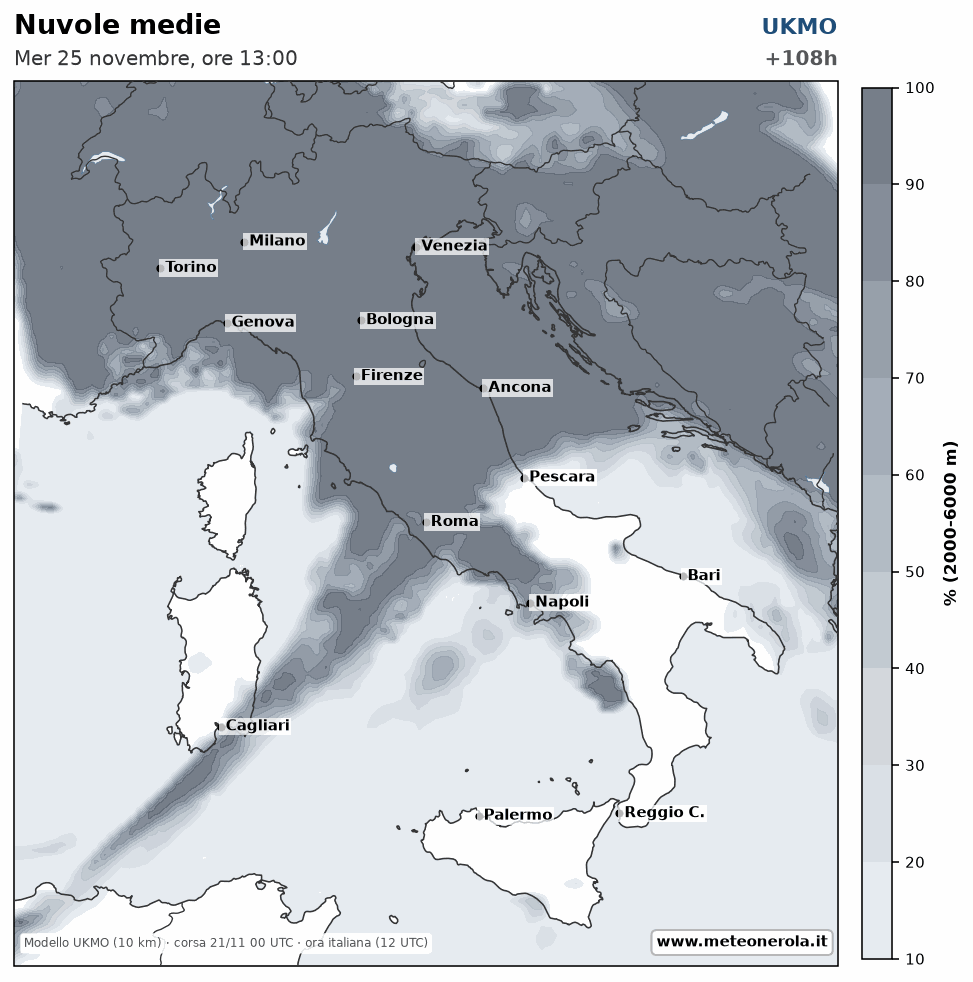 Nuvole medie
UKMO
Mer 25 novembre, ore 13:00
+108h
100
90
80
70
60
50
40
30
20
10
% (2000-6000 m)
Milano
Venezia
Torino
Genova
Bologna
Firenze
Ancona
Pescara
Roma
Bari
Napoli
Cagliari
Palermo
Reggio C.
Modello UKMO (10 km) · corsa 21/11 00 UTC · ora italiana (12 UTC)
www.meteonerola.it